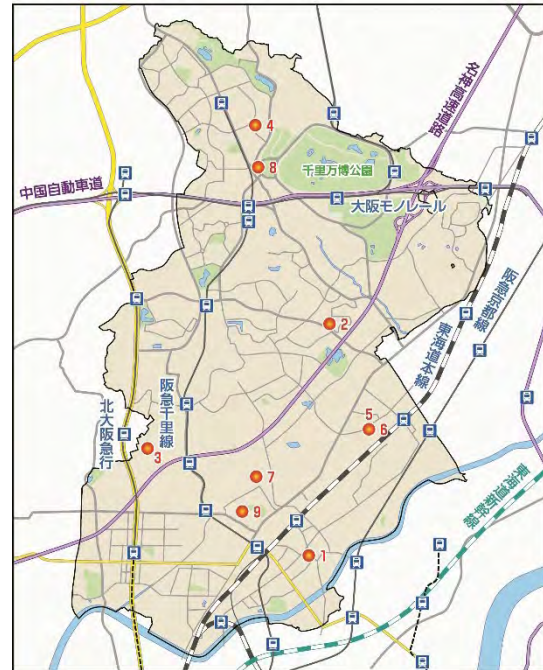 名神高速道路
4
8
千里万博公園
中国自動車道
大阪モノレール
阪急京都線
東海道本線
2
阪急千里線
北大阪急行
5
6
3
7
9
東海道新幹線
1